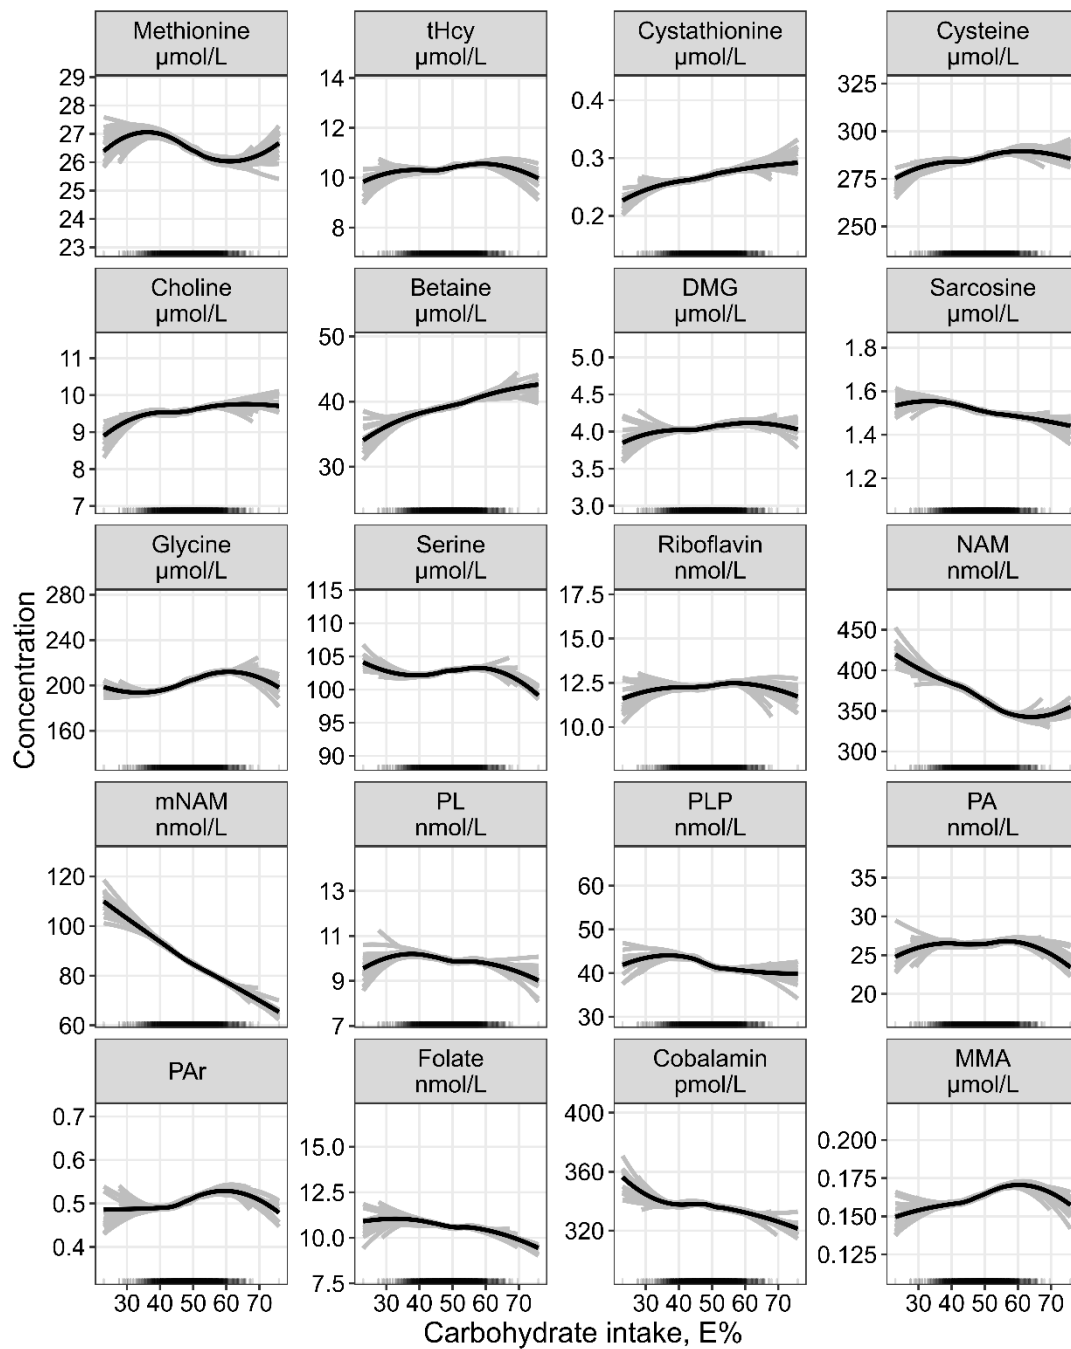 Methionine
µmol/L
tHcy
µmol/L
Cystathionine
µmol/L
Cysteine
µmol/L
29
28
27
26
25
24
23
14
12
10
8
0.4
0.3
0.2
325
300
275
250
Choline
µmol/L
Betaine
µmol/L
DMG
µmol/L
Sarcosine
µmol/L
11
10
9
8
7
50
40
30
5.0
4.5
4.0
3.5
3.0
1.8
1.6
1.4
1.2
Glycine
µmol/L
Serine
µmol/L
Riboflavin
nmol/L
NAM
nmol/L
280
240
200
160
115
110
105
100
95
90
17.5
15.0
12.5
10.0
450
400
350
300
Concentration
mNAM
nmol/L
PL
nmol/L
PLP
nmol/L
PA
nmol/L
120
100
80
60
13
11
9
7
60
50
40
30
35
30
25
20
PAr
Folate
nmol/L
Cobalamin
pmol/L
MMA
µmol/L
0.7
0.6
0.5
0.4
15.0
12.5
10.0
7.5
400
360
320
0.200
0.175
0.150
0.125
30 40 50 60 70 30 40 50 60 70 30 40 50 60 70 30 40 50 60 70
Carbohydrate intake, E%